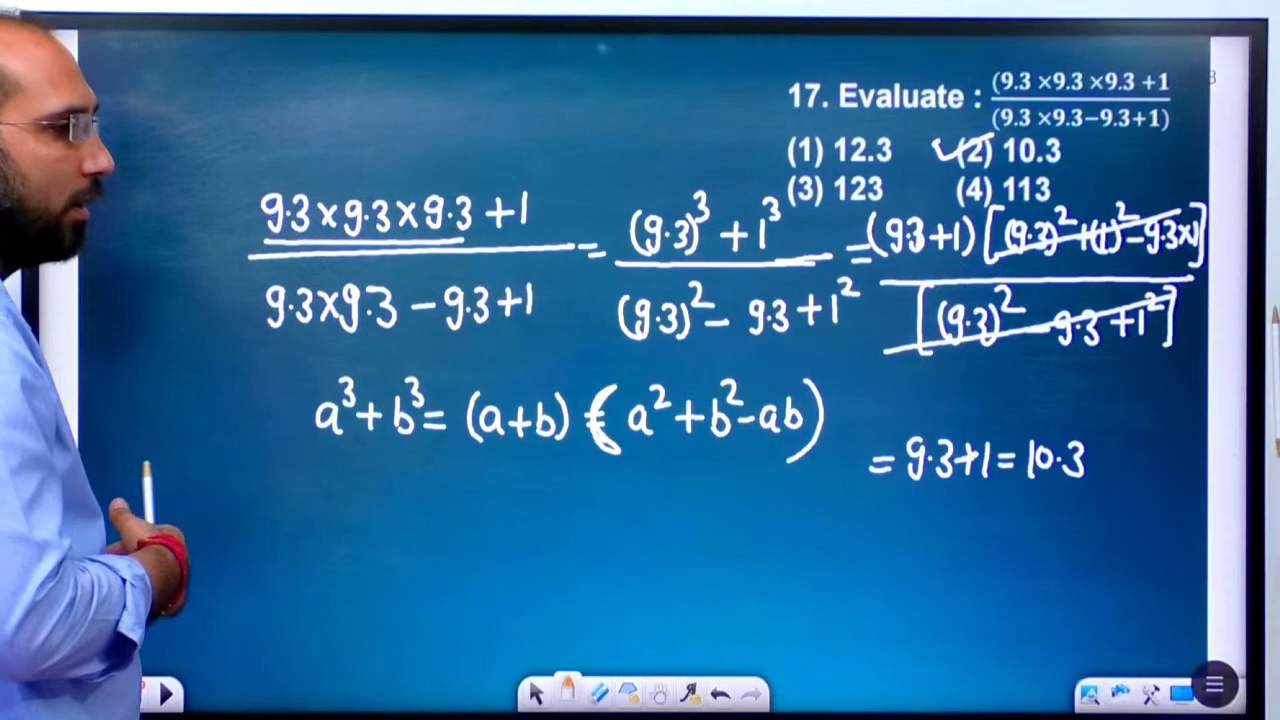 17. Evaluate : (9.3 ×9.3 ×9.3 +1 / (9.3 ×9.3−9.3+1)
(1) 12.3 (2) 10.3
(3) 123 (4) 113
9.3×9.3×9.3+1 / 9.3×9.3−9.3+1 = (9.3)³+1³ / (9.3)²−9.3+1² = (9.3+1)[(9.3)²+(1)²−9.3×1] / [(9.3)²−9.3+1²]
a³+b³=(a+b)(a²+b²−ab)
=9.3+1=10.3